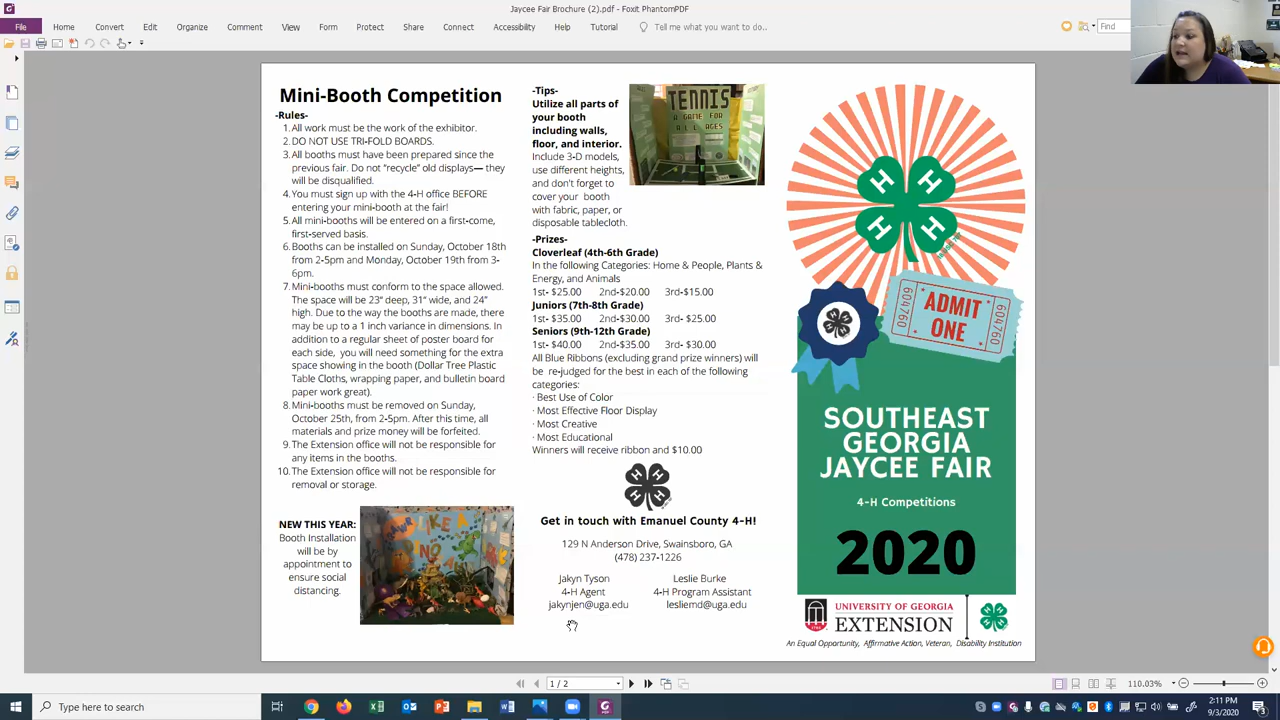 Jaycee Fair Brochure (2).pdf - Foxit PhantomPDF
File Home Convert Edit Organize Comment View Form Protect Share Connect Accessibility Help Tutorial Tell me what you want to do.. Find
Mini-Booth Competition
-Rules-
1. All work must be the work of the exhibitor.
2. DO NOT USE TRI-FOLD BOARDS.
3. All booths must have been prepared since the
previous fair. Do not "recycle" old displays— they
will be disqualified.
4. You must sign up with the 4-H office BEFORE
entering your mini-booth at the fair!
5. All mini-booths will be entered on a first-come,
first-served basis.
6. Booths can be installed on Sunday, October 18th
from 2-5pm and Monday, October 19th from 3-
6pm.
7. Mini-booths must conform to the space allowed.
The space will be 23" deep, 31" wide, and 24"
high. Due to the way the booths are made, there
may be up to a 1 inch variance in dimensions. In
addition to a regular sheet of poster board for
each side, you will need something for the extra
space showing in the booth (Dollar Tree Plastic
Table Cloths, wrapping paper, and bulletin board
paper work great).
8. Mini-booths must be removed on Sunday,
October 25th, from 2-5pm. After this time, all
materials and prize money will be forfeited.
9. The Extension office will not be responsible for
any items in the booths.
10. The Extension office will not be responsible for
removal or storage.
NEW THIS YEAR:
Booth Installation
will be by
appointment to
ensure social
distancing.
-Tips-
Utilize all parts of
your booth
including walls,
floor, and interior.
Include 3-D models,
use different heights,
and don't forget to
cover your booth
with fabric, paper, or
disposable tablecloth.
TENNIS
A GAME FOR
ALL AGES
-Prizes-
Cloverleaf (4th-6th Grade)
In the following Categories: Home & People, Plants &
Energy, and Animals
1st- $25.00 2nd-$20.00 3rd-$15.00
Juniors (7th-8th Grade)
1st- $35.00 2nd-$30.00 3rd- $25.00
Seniors (9th-12th Grade)
1st- $40.00 2nd-$35.00 3rd- $30.00
All Blue Ribbons (excluding grand prize winners) will
be re-judged for the best in each of the following
categories:
· Best Use of Color
· Most Effective Floor Display
· Most Creative
· Most Educational
Winners will receive ribbon and $10.00
H H H H
Get in touch with Emanuel County 4-H!
129 N Anderson Drive, Swainsboro, GA
(478) 237-1226
Jakyn Tyson
4-H Agent
jakynjen@uga.edu
Leslie Burke
4-H Program Assistant
lesliemd@uga.edu
H H
H H
604760 ADMIT ONE 604760
SOUTHEAST
GEORGIA
JAYCEE FAIR
4-H Competitions
2020
UNIVERSITY OF GEORGIA
EXTENSION
An Equal Opportunity, Affirmative Action, Veteran, Disability Institution
1 / 2
110.03%
Type here to search
2:11 PM
9/3/2020